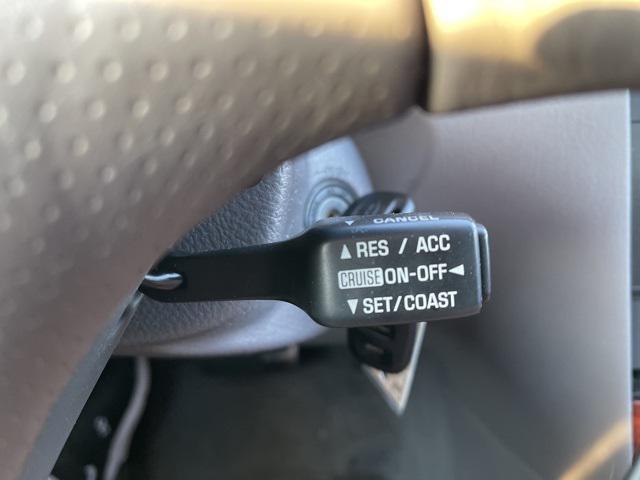 ▼ CANCEL
▲RES / ACC
CRUISE ON-OFF◄
▼SET/COAST